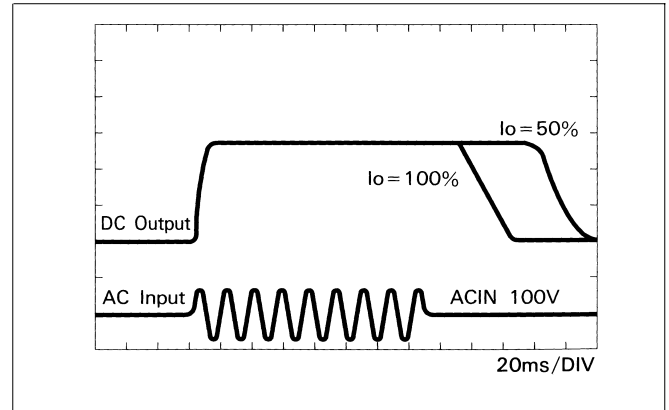 Io=50%
Io=100%
DC Output
AC Input
ACIN 100V
20ms/DIV